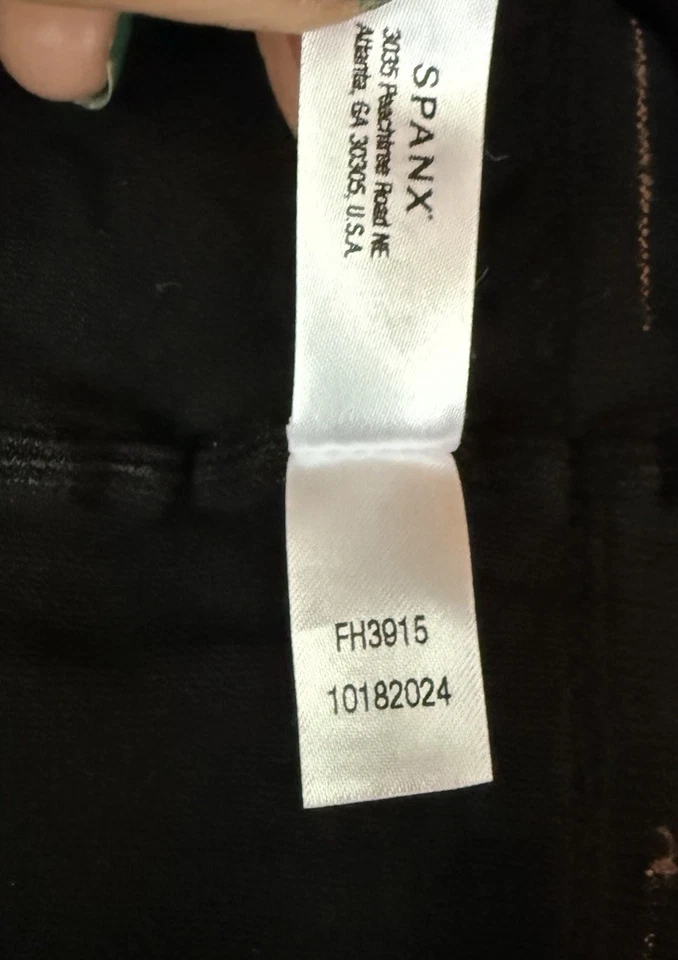 SPANX®
3035 Peachtree Road NE
Atlanta, GA 30305, U.S.A.
FH3915
10182024